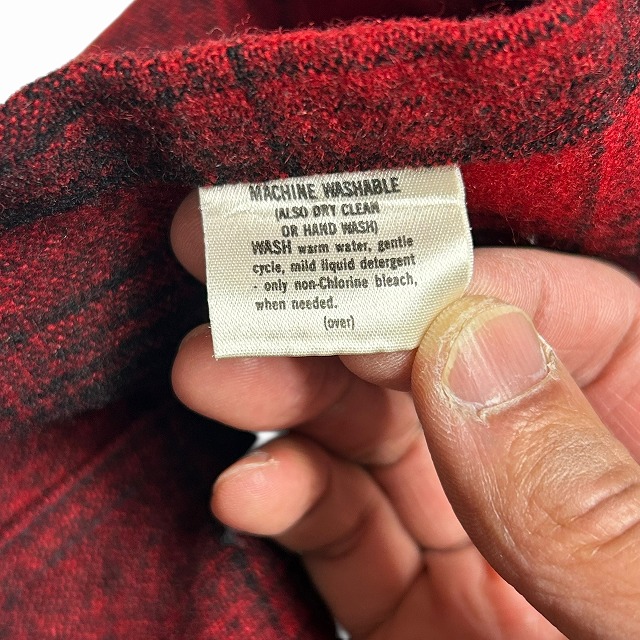 MACHINE WASHABLE
(ALSO DRY CLEAN
OR HAND WASH)
WASH warm water, gentle
cycle, mild liquid detergent
- only non-Chlorine bleach,
when needed.
(over)